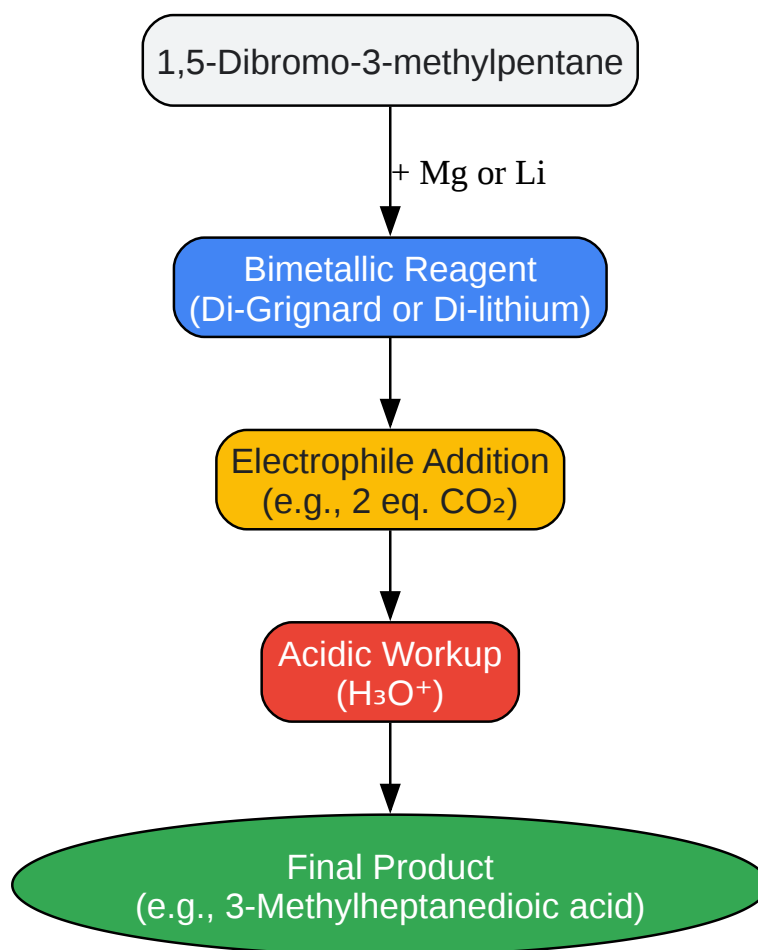 1,5-Dibromo-3-methylpentane
+ Mg or Li
Bimetallic Reagent
(Di-Grignard or Di-lithium)
Electrophile Addition
(e.g., 2 eq. CO₂)
Acidic Workup
(H₃O⁺)
Final Product
(e.g., 3-Methylheptanedioic acid)